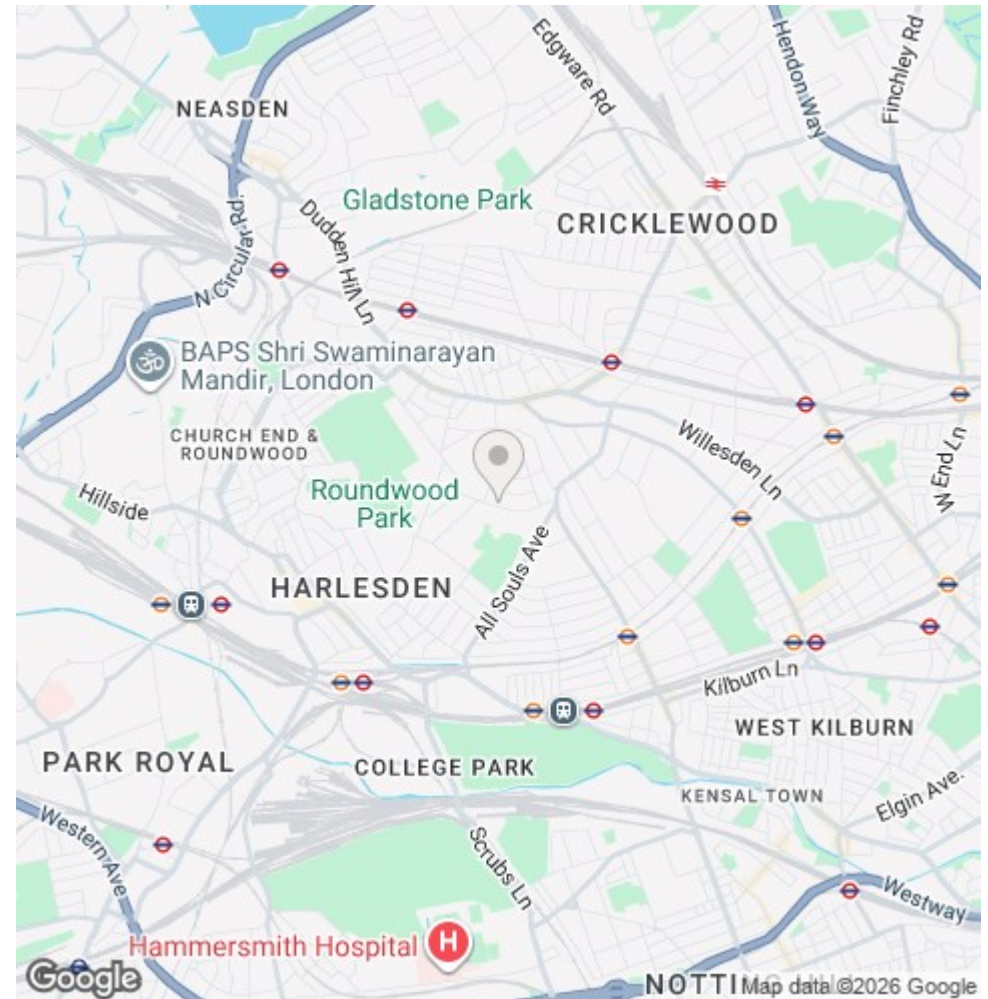 Edgware Rd
Hendon Way
Finchley Rd
NEASDEN
Gladstone Park
CRICKLEWOOD
Dudden Hill Ln
N Circular Rd.
BAPS Shri Swaminarayan
Mandir, London
CHURCH END &
ROUNDWOOD
Willesden Ln
W End Ln
Hillside
Roundwood
Park
All Souls Ave
HARLESDEN
Kilburn Ln
WEST KILBURN
PARK ROYAL
COLLEGE PARK
KENSAL TOWN
Elgin Ave.
Western Ave
Scrubs Ln
Westway
Hammersmith Hospital
H
Google
Map data ©2026 Google